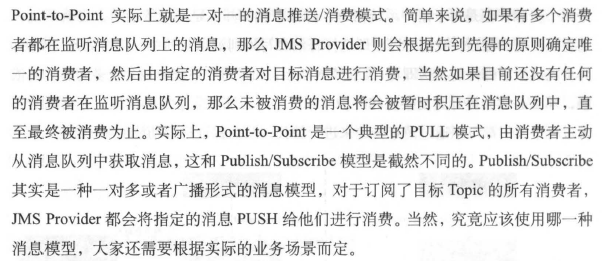 Point-to-Point 实际上就是一对一的消息推送/消费模式。简单来说，如果有多个消费
者都在监听消息队列上的消息，那么 JMS Provider 则会根据先到先得的原则确定唯
一的消费者，然后由指定的消费者对目标消息进行消费，当然如果目前还没有任何
的消费者在监听消息队列，那么未被消费的消息将会被暂时积压在消息队列中，直
至最终被消费为止。实际上，Point-to-Point 是一个典型的 PULL 模式，由消费者主动
从消息队列中获取消息，这和 Publish/Subscribe 模型是截然不同的。Publish/Subscribe
其实是一种一对多或者广播形式的消息模型，对于订阅了目标 Topic 的所有消费者，
JMS Provider 都会将指定的消息 PUSH 给他们进行消费。当然，究竟应该使用哪一种
消息模型，大家还需要根据实际的业务场景而定。